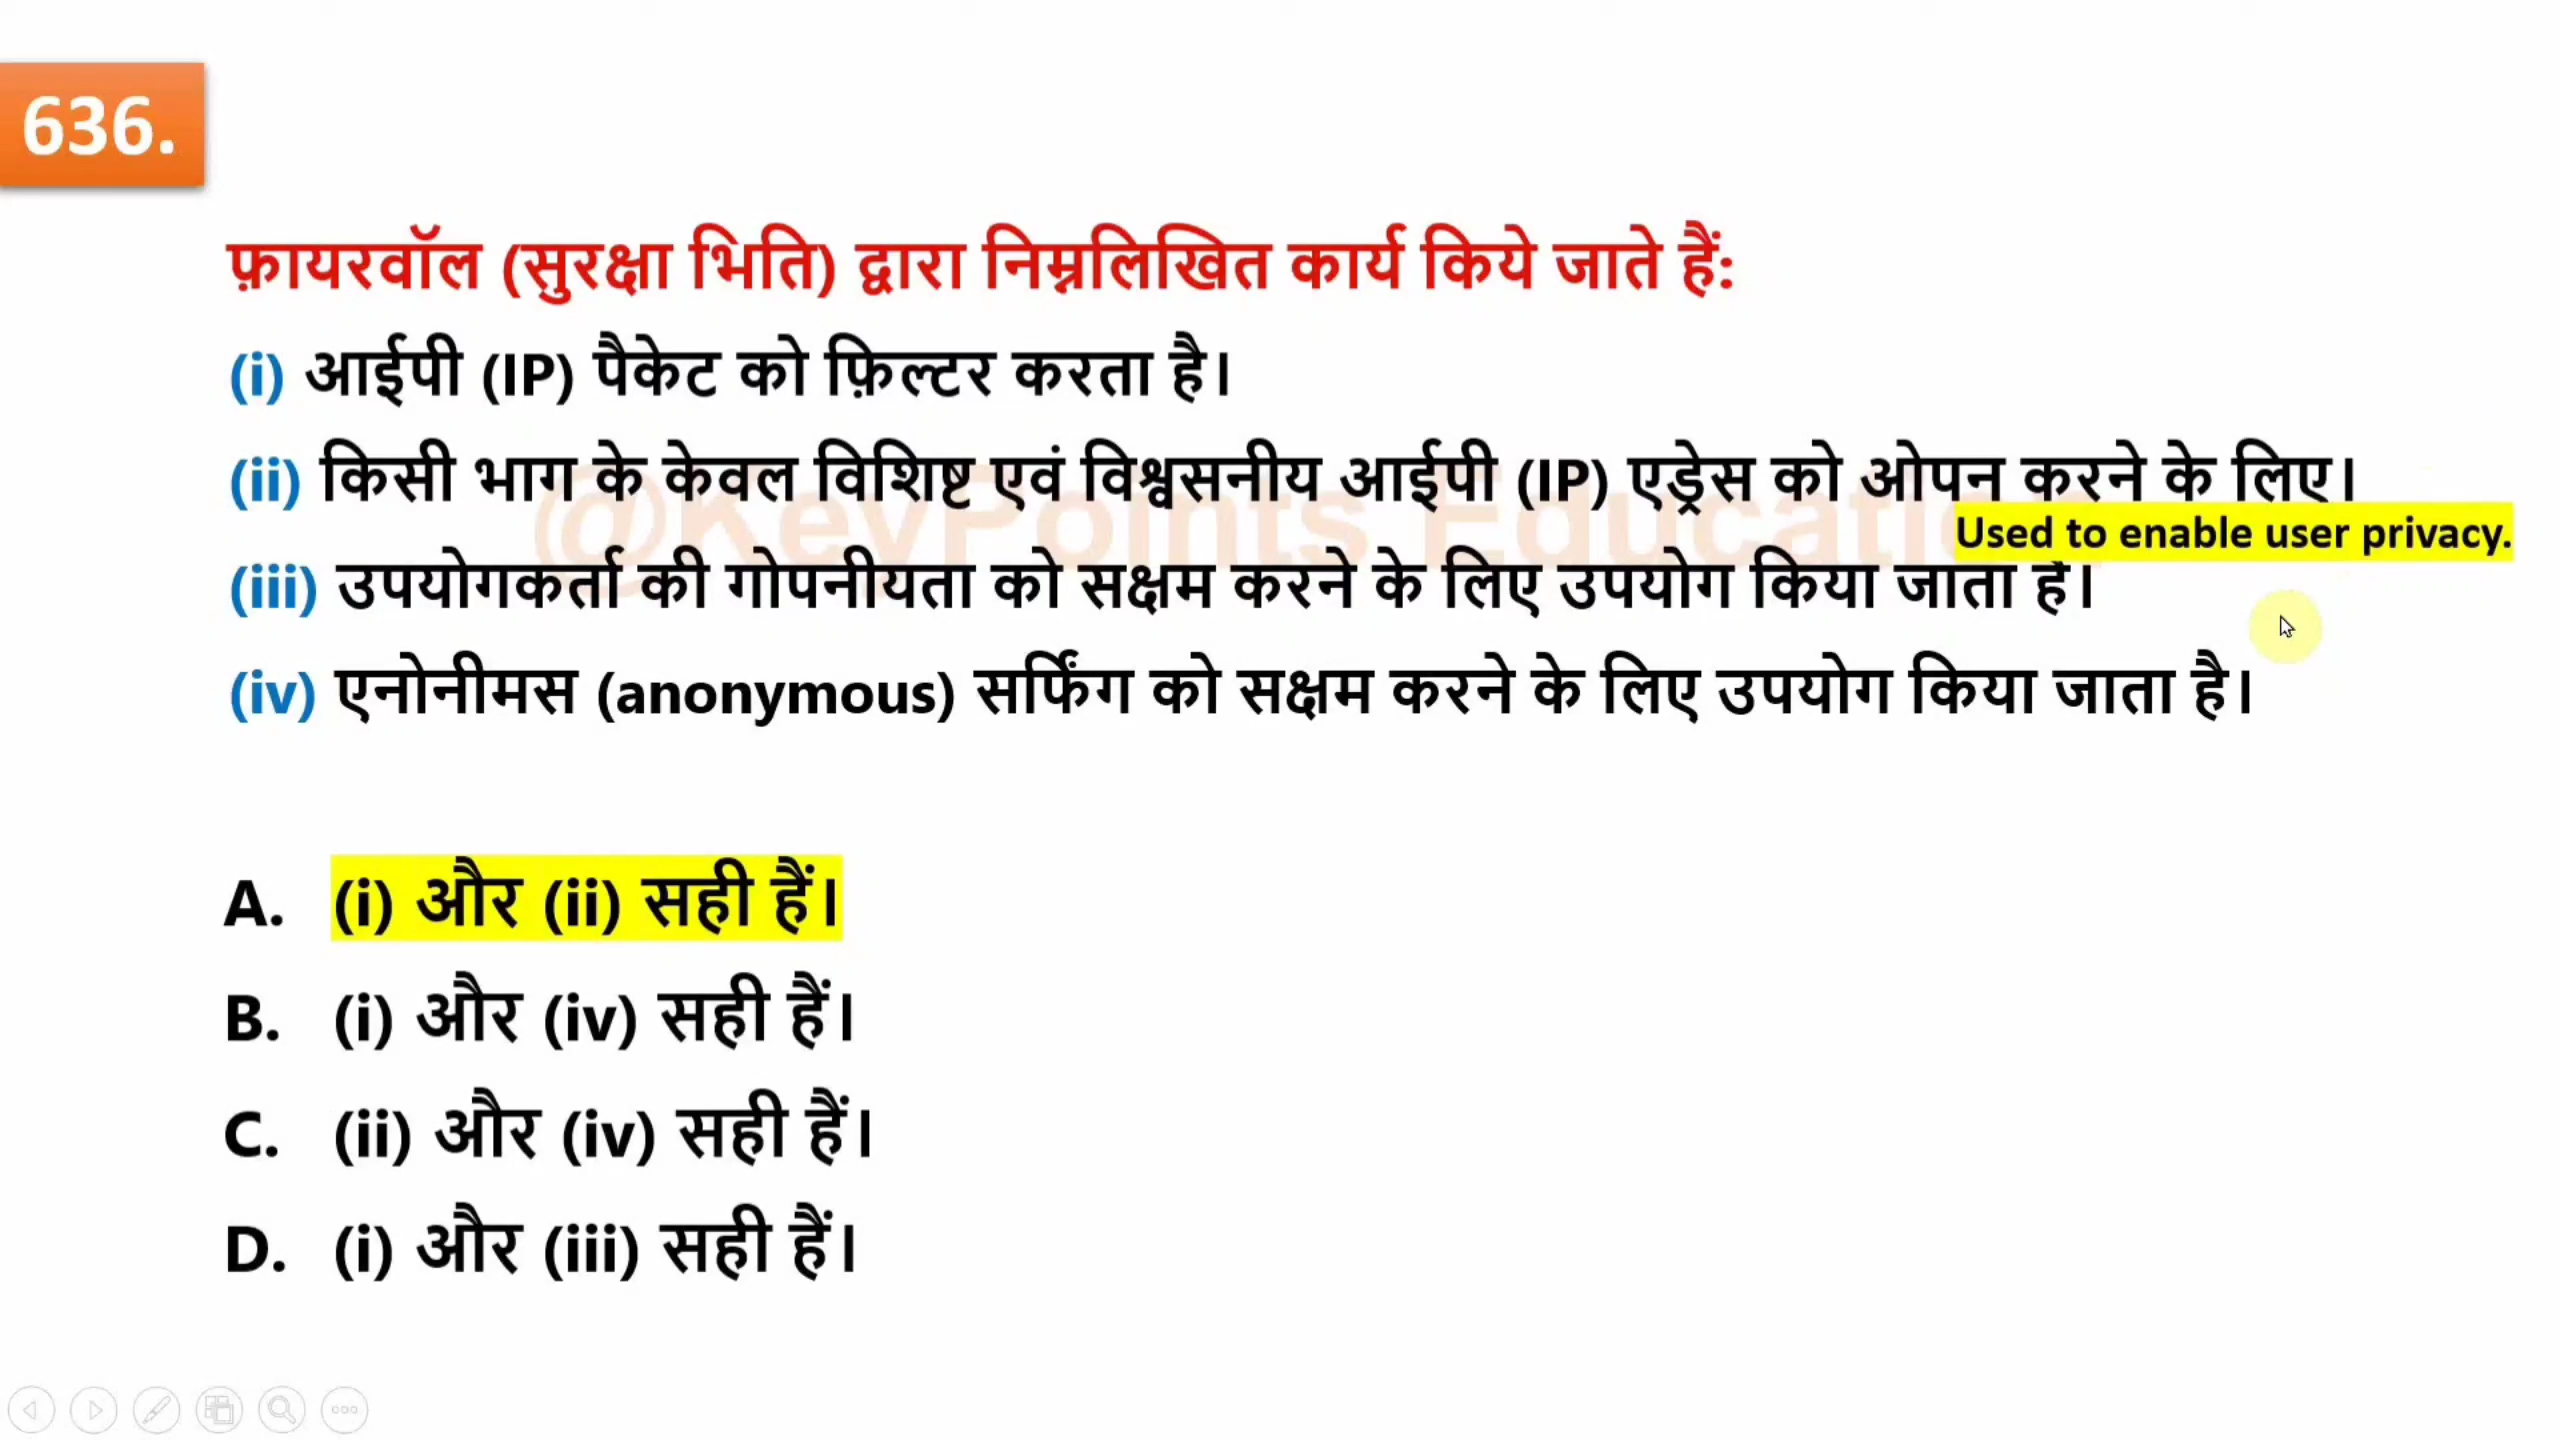 636.
फ़ायरवॉल (सुरक्षा भिति) द्वारा निम्नलिखित कार्य किये जाते हैं:
(i) आईपी (IP) पैकेट को फ़िल्टर करता है।
(ii) किसी भाग के केवल विशिष्ट एवं विश्वसनीय आईपी (IP) एड्रेस को ओपन करने के लिए।
@KeyPoints Education
Used to enable user privacy.
(iii) उपयोगकर्ता की गोपनीयता को सक्षम करने के लिए उपयोग किया जाता है।
(iv) एनोनीमस (anonymous) सर्फिंग को सक्षम करने के लिए उपयोग किया जाता है।
A. (i) और (ii) सही हैं।
B. (i) और (iv) सही हैं।
C. (ii) और (iv) सही हैं।
D. (i) और (iii) सही हैं।